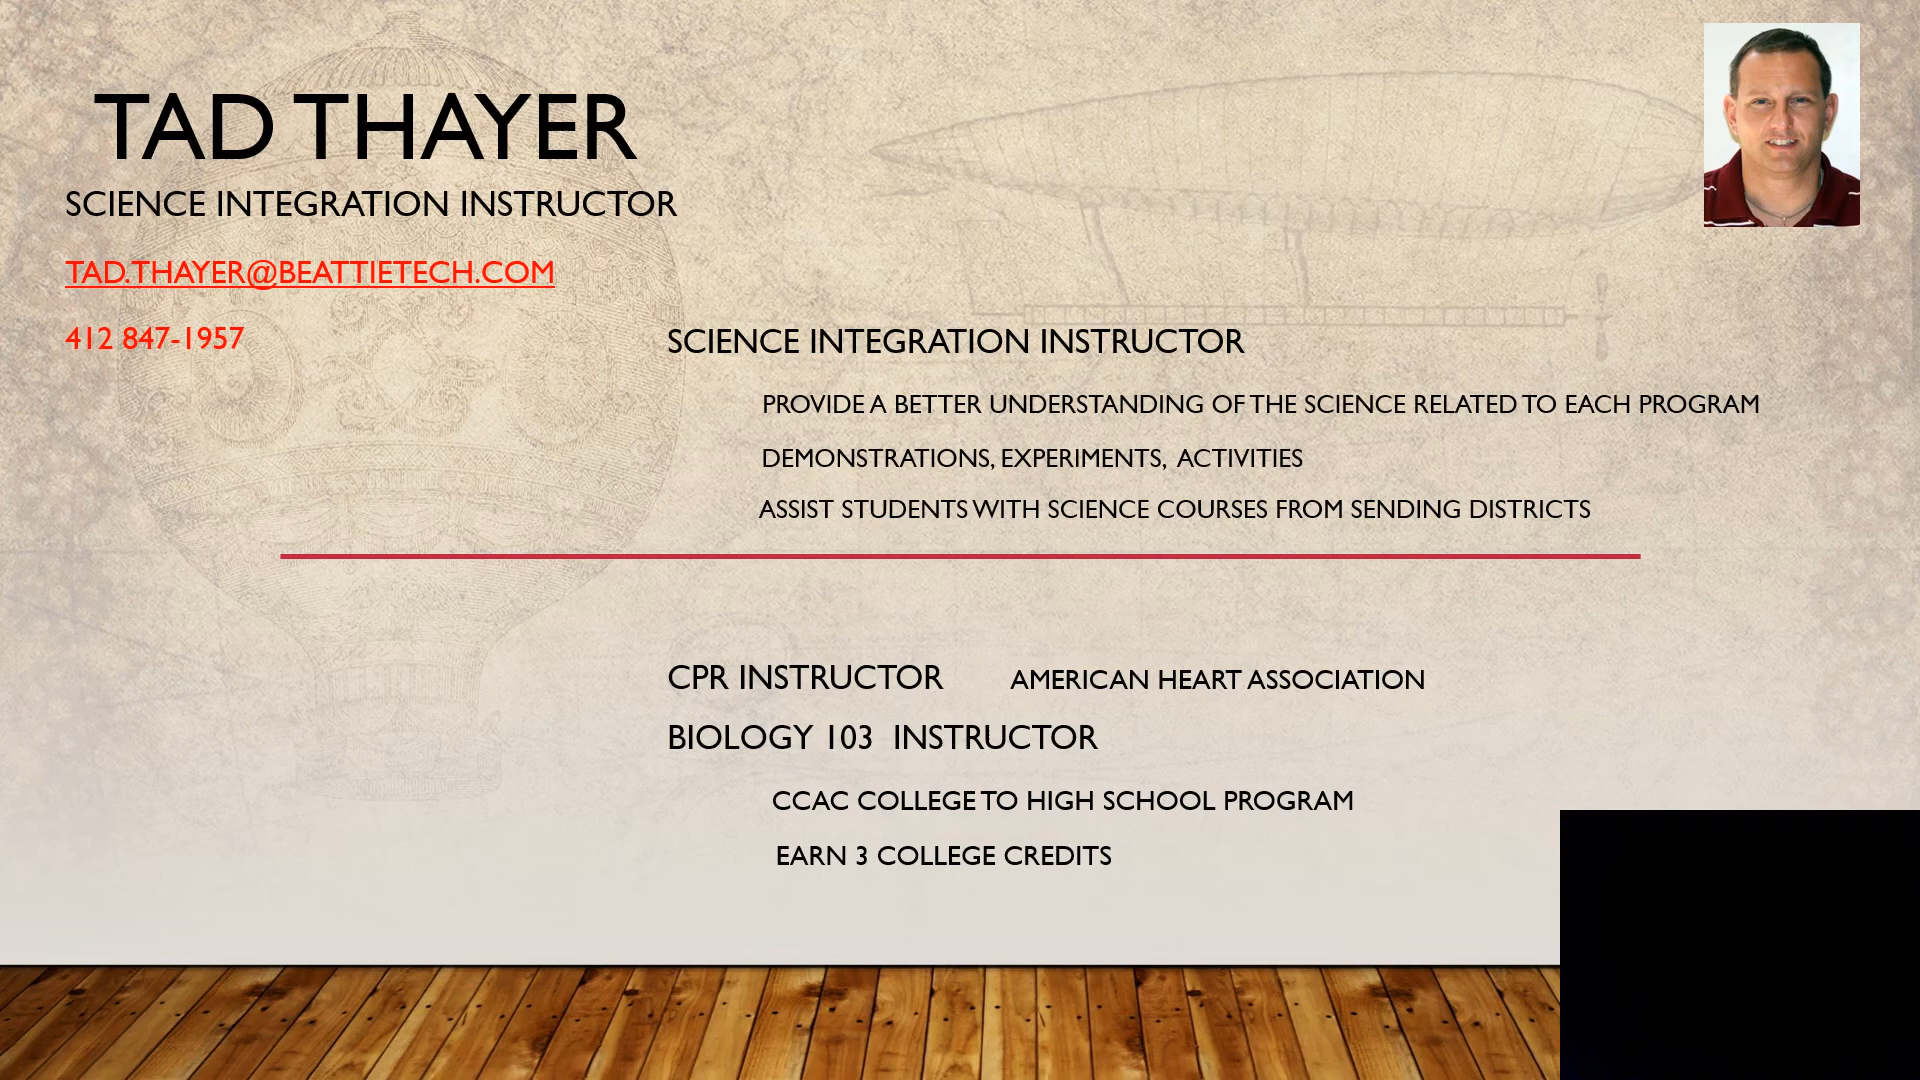 TAD THAYER
SCIENCE INTEGRATION INSTRUCTOR
TAD.THAYER@BEATTIETECH.COM
412 847-1957
SCIENCE INTEGRATION INSTRUCTOR
PROVIDE A BETTER UNDERSTANDING OF THE SCIENCE RELATED TO EACH PROGRAM
DEMONSTRATIONS, EXPERIMENTS, ACTIVITIES
ASSIST STUDENTS WITH SCIENCE COURSES FROM SENDING DISTRICTS
CPR INSTRUCTOR AMERICAN HEART ASSOCIATION
BIOLOGY 103 INSTRUCTOR
CCAC COLLEGE TO HIGH SCHOOL PROGRAM
EARN 3 COLLEGE CREDITS